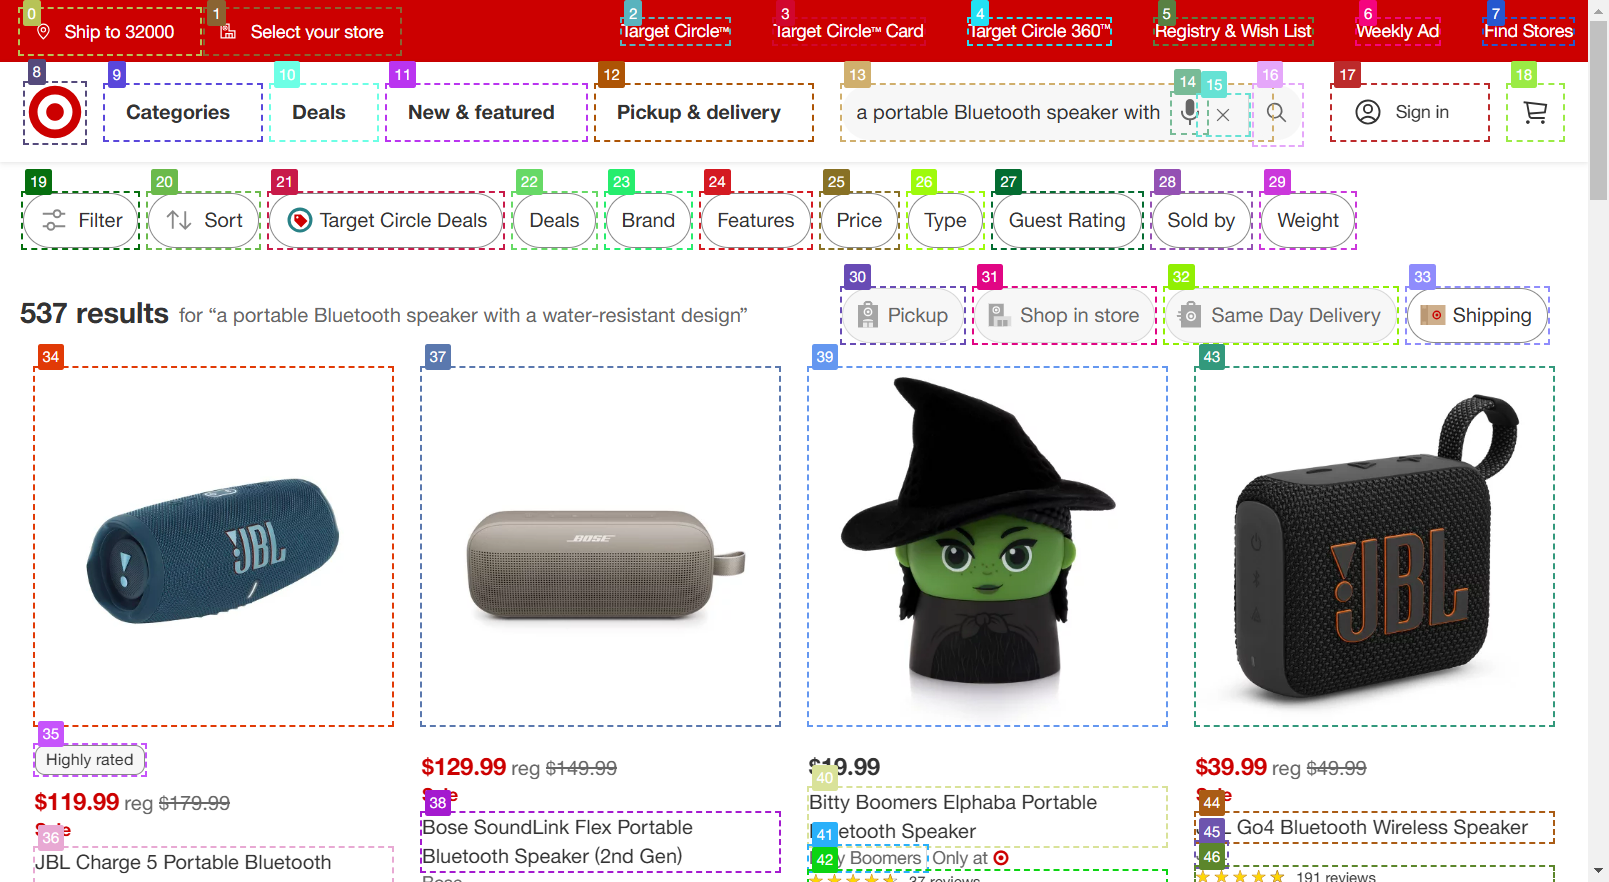 0
1
2
3
4
5
6
7
Ship to 32000
Select your store
Target Circle™
Target Circle™ Card
Target Circle 360™
Registry & Wish List
Weekly Ad
Find Stores
8
9
10
11
12
13
14
15
16
17
18
Categories
Deals
New & featured
Pickup & delivery
a portable Bluetooth speaker with
Sign in
19
20
21
22
23
24
25
26
27
28
29
Filter
Sort
Target Circle Deals
Deals
Brand
Features
Price
Type
Guest Rating
Sold by
Weight
30
31
32
33
537 results for “a portable Bluetooth speaker with a water-resistant design”
Pickup
Shop in store
Same Day Delivery
Shipping
34
37
39
43
JBL
BOSE
JBL
35
Highly rated
$119.99 reg $179.99
36
JBL Charge 5 Portable Bluetooth
$129.99 reg $149.99
38
Bose SoundLink Flex Portable
Bluetooth Speaker (2nd Gen)
Bose
$19.99
40
Bitty Boomers Elphaba Portable
Bluetooth Speaker
41
42
Boomers Only at
37 reviews
$39.99 reg $49.99
44
45
Go4 Bluetooth Wireless Speaker
46
191 reviews